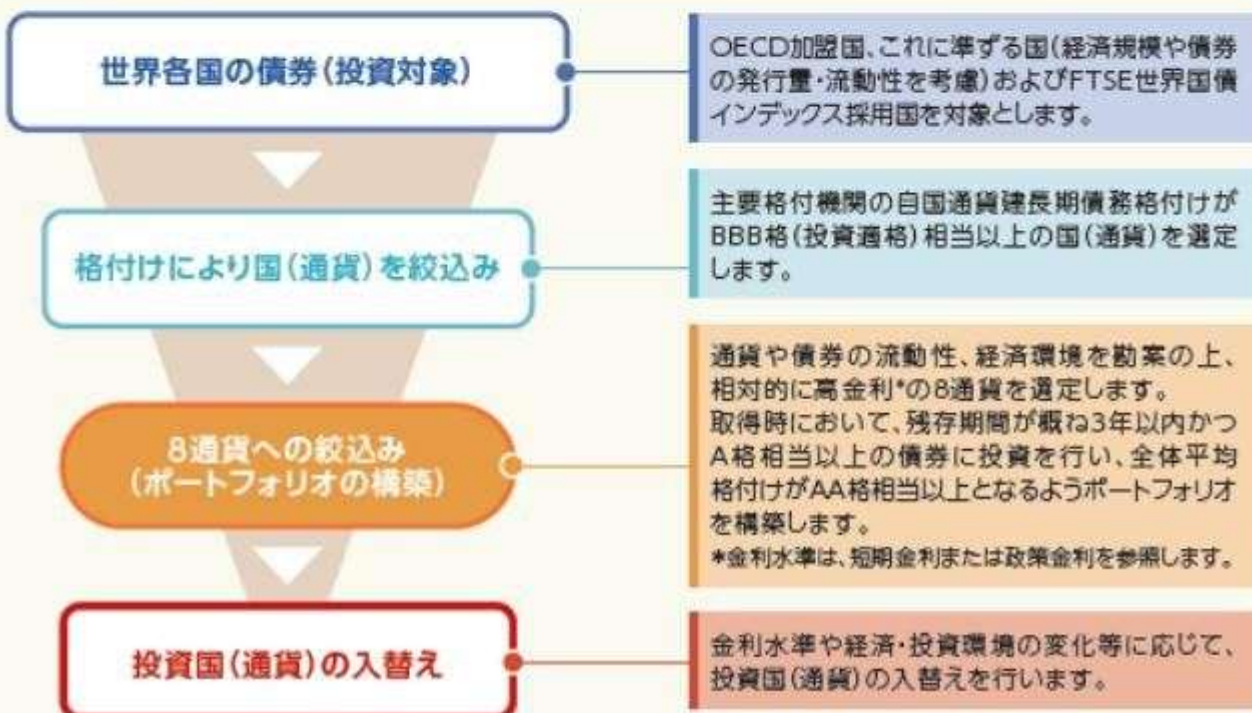 世界各国の債券(投資対象)
OECD加盟国、これに準ずる国(経済規模や債券
の発行量・流動性を考慮)およびFTSE世界国債
インデックス採用国を対象とします。
格付けにより国(通貨)を絞込み
主要格付機関の自国通貨建長期債務格付けが
BBB格(投資適格)相当以上の国(通貨)を選定
します。
8通貨への絞込み
(ポートフォリオの構築)
通貨や債券の流動性、経済環境を勘案の上、
相対的に高金利*の8通貨を選定します。
取得時において、残存期間が概ね3年以内かつ
A格相当以上の債券に投資を行い、全体平均
格付けがAA格相当以上となるようポートフォリオ
を構築します。
*金利水準は、短期金利または政策金利を参照します。
投資国(通貨)の入替え
金利水準や経済・投資環境の変化等に応じて、
投資国(通貨)の入替えを行います。